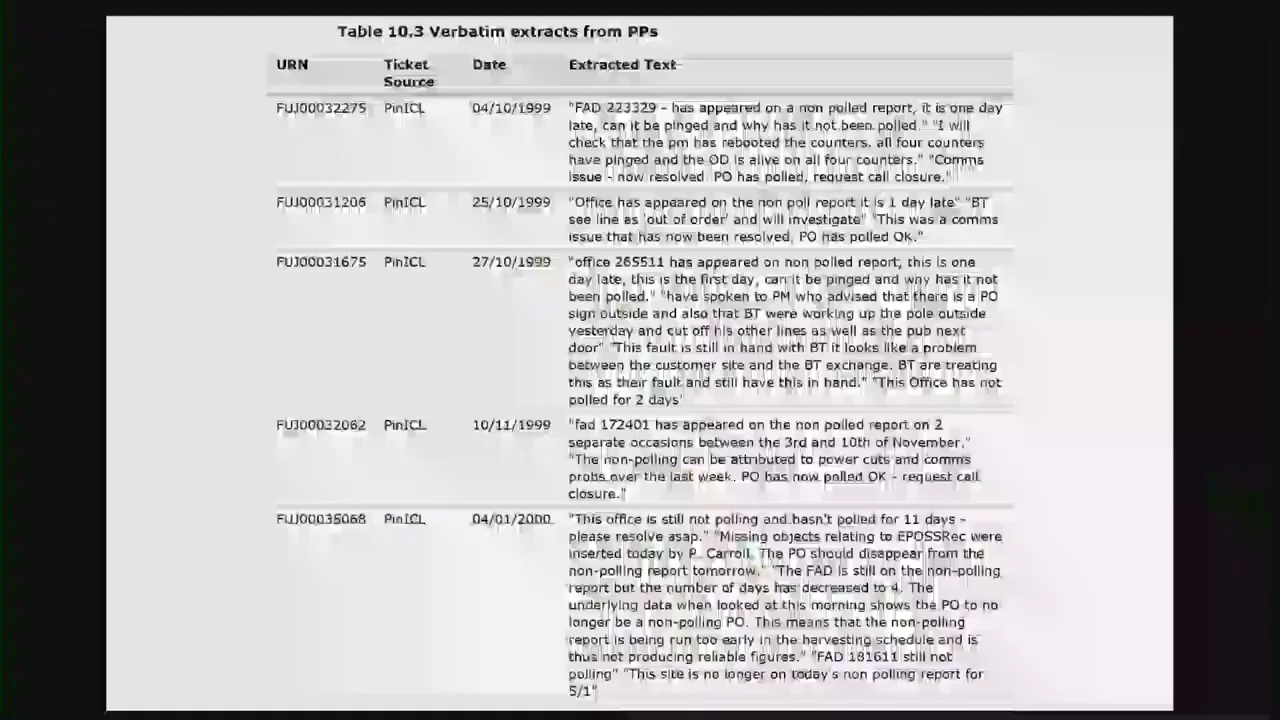 Table 10.3 Verbatim extracts from PPs
URN Ticket Source Date Extracted Text
FUJ00032275 PinICL 04/10/1999 "FAD 223329 - has appeared on a non polled report, it is one day
late, can it be pinged and why has it not been polled." "I will
check that the pm has rebooted the counters. all four counters
have pinged and the OD is alive on all four counters." "Comms
issue - now resolved. PO has polled, request call closure."
FUJ00031206 PinICL 25/10/1999 "Office has appeared on the non poll report it is 1 day late" "BT
see line as 'out of order' and will investigate" "This was a comms
issue that has now been resolved, PO has polled OK."
FUJ00031675 PinICL 27/10/1999 "office 265511 has appeared on non polled report, this is one
day late, this is the first day, can it be pinged and why has it not
been polled." "have spoken to PM who advised that there is a PO
sign outside and also that BT were working up the pole outside
yesterday and cut off his other lines as well as the pub next
door" "This fault is still in hand with BT it looks like a problem
between the customer site and the BT exchange. BT are treating
this as their fault and still have this in hand." "This Office has not
polled for 2 days'
FUJ00032062 PinICL 10/11/1999 "fad 172401 has appeared on the non polled report on 2
separate occasions between the 3rd and 10th of November."
"The non-polling can be attributed to power cuts and comms
probs over the last week. PO has now polled OK - request call
closure."
FUJ00035068 PinICL 04/01/2000 "This office is still not polling and hasn't polled for 11 days -
please resolve asap." "Missing objects relating to EPOSSRec were
inserted today by P. Carroll. The PO should disappear from the
non-polling report tomorrow." "The FAD is still on the non-polling
report but the number of days has decreased to 4. The
underlying data when looked at this morning shows the PO to no
longer be a non-polling PO. This means that the non-polling
report is being run too early in the harvesting schedule and is
thus not producing reliable figures." "FAD 181611 still not
polling" "This site is no longer on today's non polling report for
5/1"